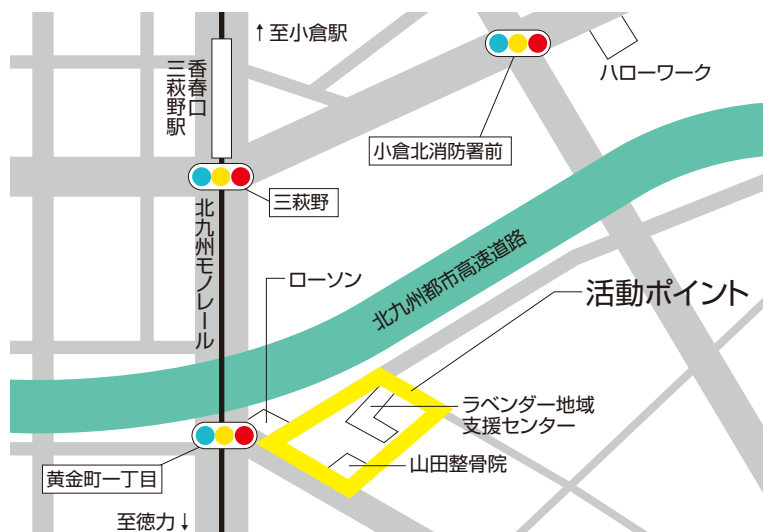 ↑至小倉駅
香春口
三萩野駅
ハローワーク
小倉北消防署前
三萩野
北九州モノレール
北九州都市高速道路
ローソン
活動ポイント
ラベンダー地域
支援センター
山田整骨院
黄金町一丁目
至徳力↓